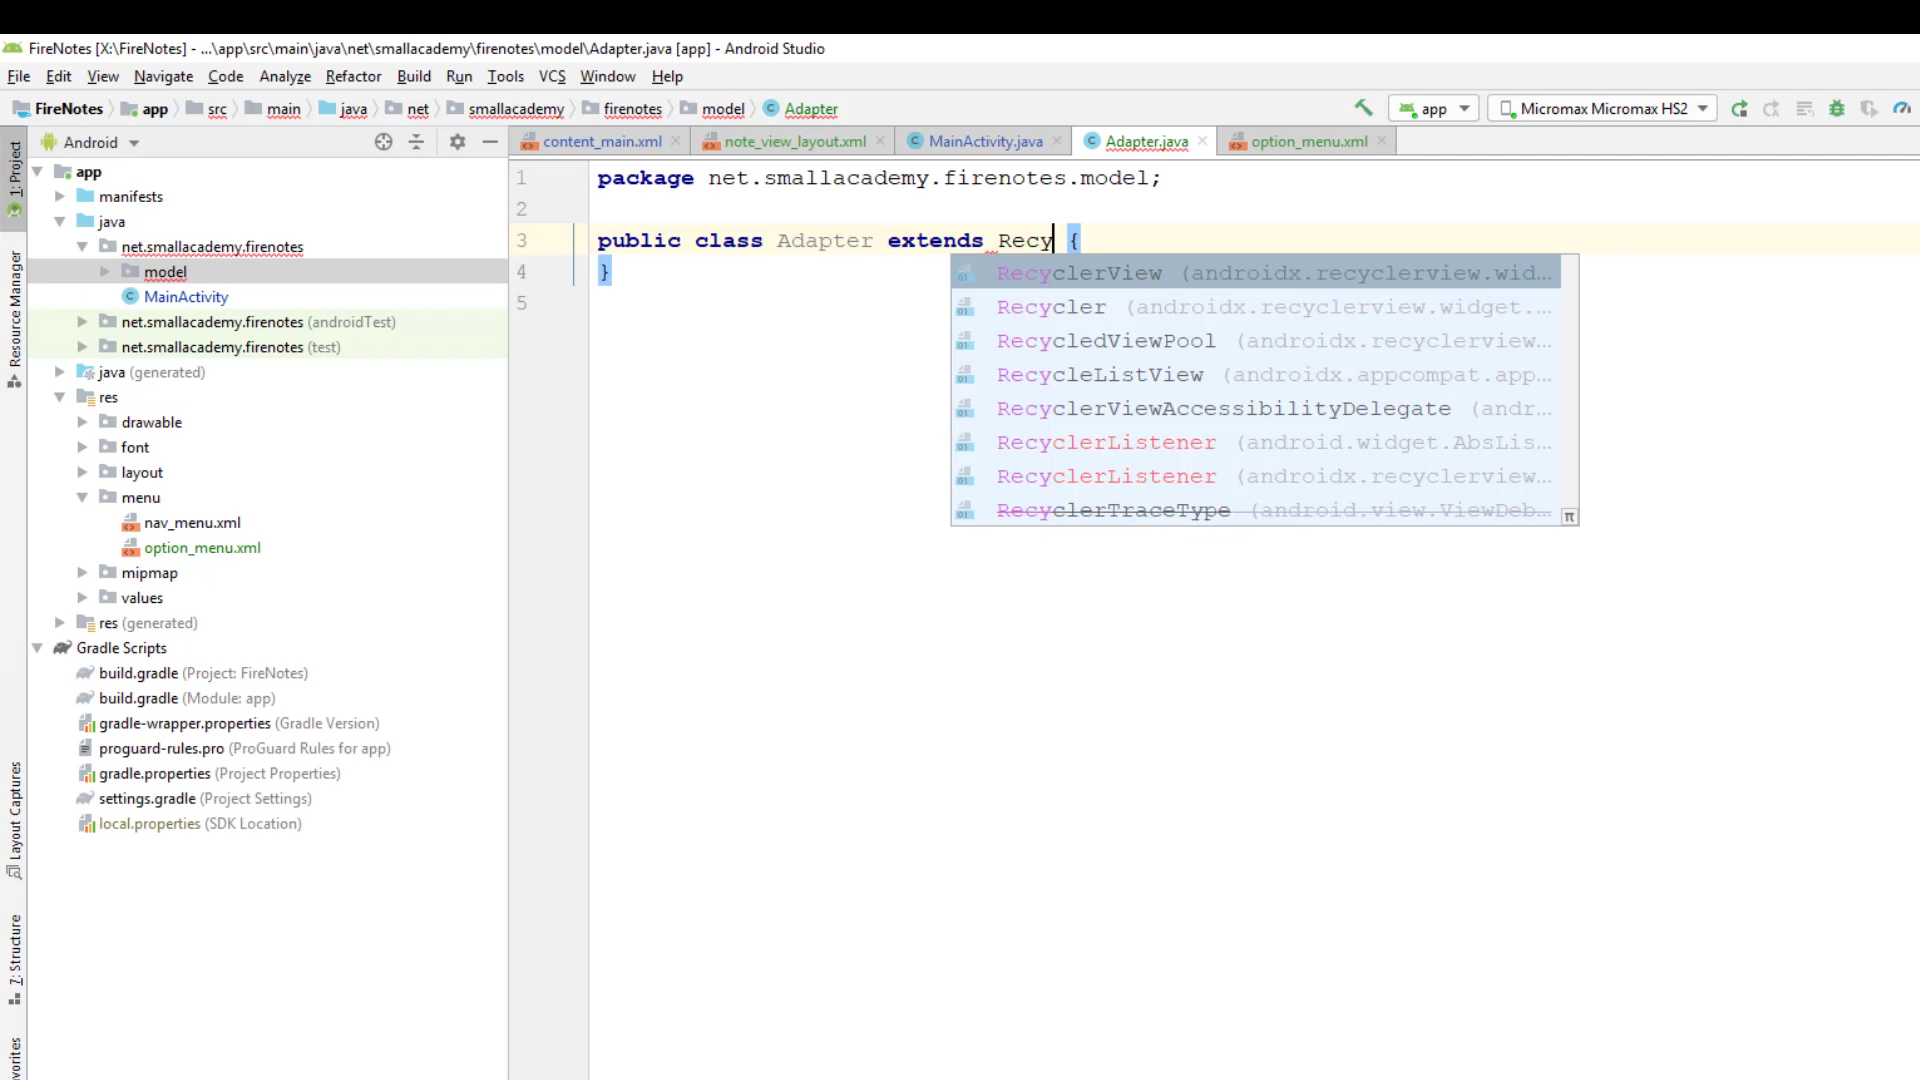 FireNotes [X:\FireNotes] - ...\app\src\main\java\net\smallacademy\firenotes\model\Adapter.java [app] - Android Studio
File Edit View Navigate Code Analyze Refactor Build Run Tools VCS Window Help
FireNotes app src main java net smallacademy firenotes model Adapter app Micromax Micromax HS2
Android content_main.xml note_view_layout.xml MainActivity.java Adapter.java option_menu.xml
1: Project
Resource Manager
Layout Captures
7: Structure
app
manifests
java
net.smallacademy.firenotes
model
MainActivity
net.smallacademy.firenotes (androidTest)
net.smallacademy.firenotes (test)
java (generated)
res
drawable
font
layout
menu
nav_menu.xml
option_menu.xml
mipmap
values
res (generated)
Gradle Scripts
build.gradle (Project: FireNotes)
build.gradle (Module: app)
gradle-wrapper.properties (Gradle Version)
proguard-rules.pro (ProGuard Rules for app)
gradle.properties (Project Properties)
settings.gradle (Project Settings)
local.properties (SDK Location)
1 package net.smallacademy.firenotes.model;
2
3 public class Adapter extends Recy {
4 }
5
RecyclerView (androidx.recyclerview.wid...
Recycler (androidx.recyclerview.widget....
RecycledViewPool (androidx.recyclerview...
RecycleListView (androidx.appcompat.app...
RecyclerViewAccessibilityDelegate (andr...
RecyclerListener (android.widget.AbsLis...
RecyclerListener (androidx.recyclerview...
RecyclerTraceType (android.view.ViewDeb...
π